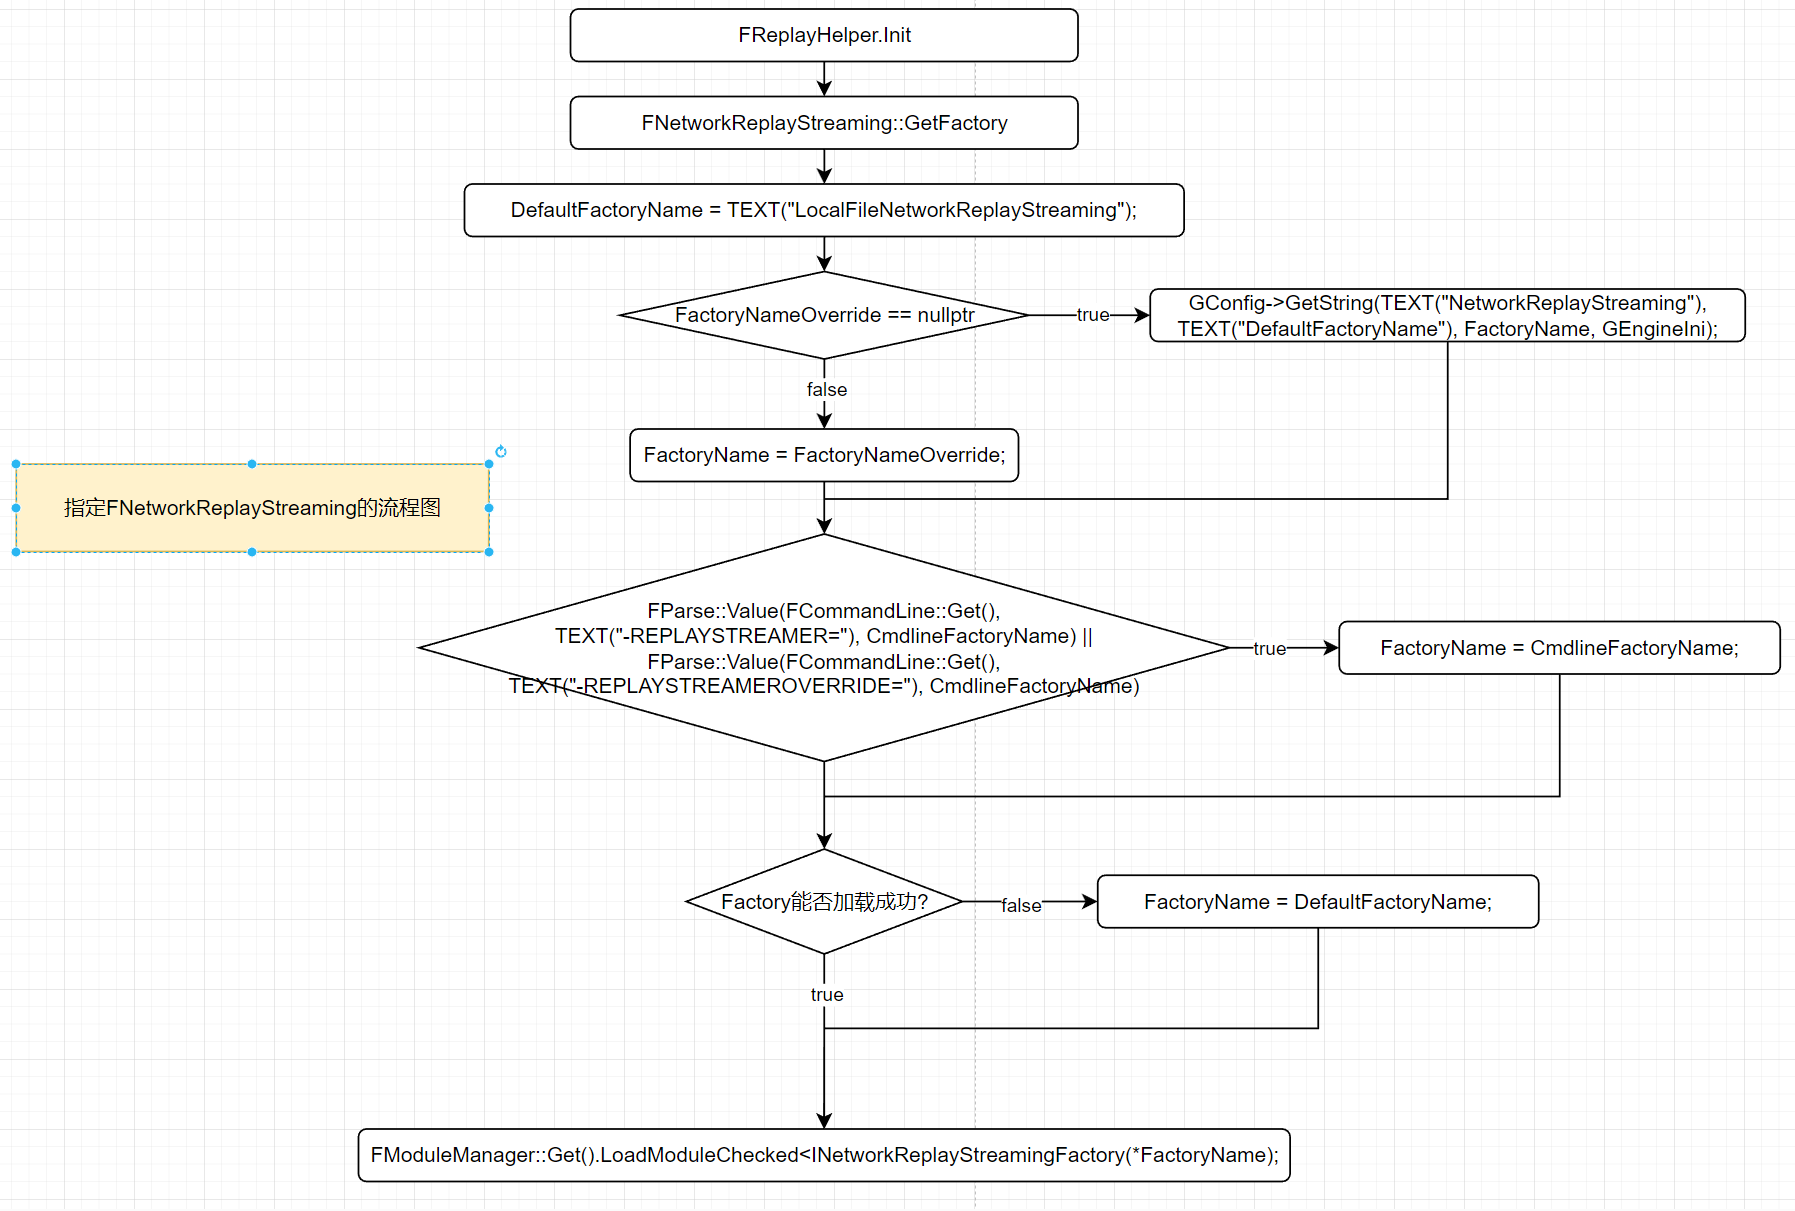 FReplayHelper.Init
FNetworkReplayStreaming::GetFactory
DefaultFactoryName = TEXT("LocalFileNetworkReplayStreaming");
FactoryNameOverride == nullptr
true
GConfig->GetString(TEXT("NetworkReplayStreaming"),
TEXT("DefaultFactoryName"), FactoryName, GEngineIni);
false
FactoryName = FactoryNameOverride;
指定FNetworkReplayStreaming的流程图
FParse::Value(FCommandLine::Get(),
TEXT("-REPLAYSTREAMER="), CmdlineFactoryName) ||
FParse::Value(FCommandLine::Get(),
TEXT("-REPLAYSTREAMEROVERRIDE="), CmdlineFactoryName)
true
FactoryName = CmdlineFactoryName;
Factory能否加载成功?
false
FactoryName = DefaultFactoryName;
true
FModuleManager::Get().LoadModuleChecked<INetworkReplayStreamingFactory(*FactoryName);